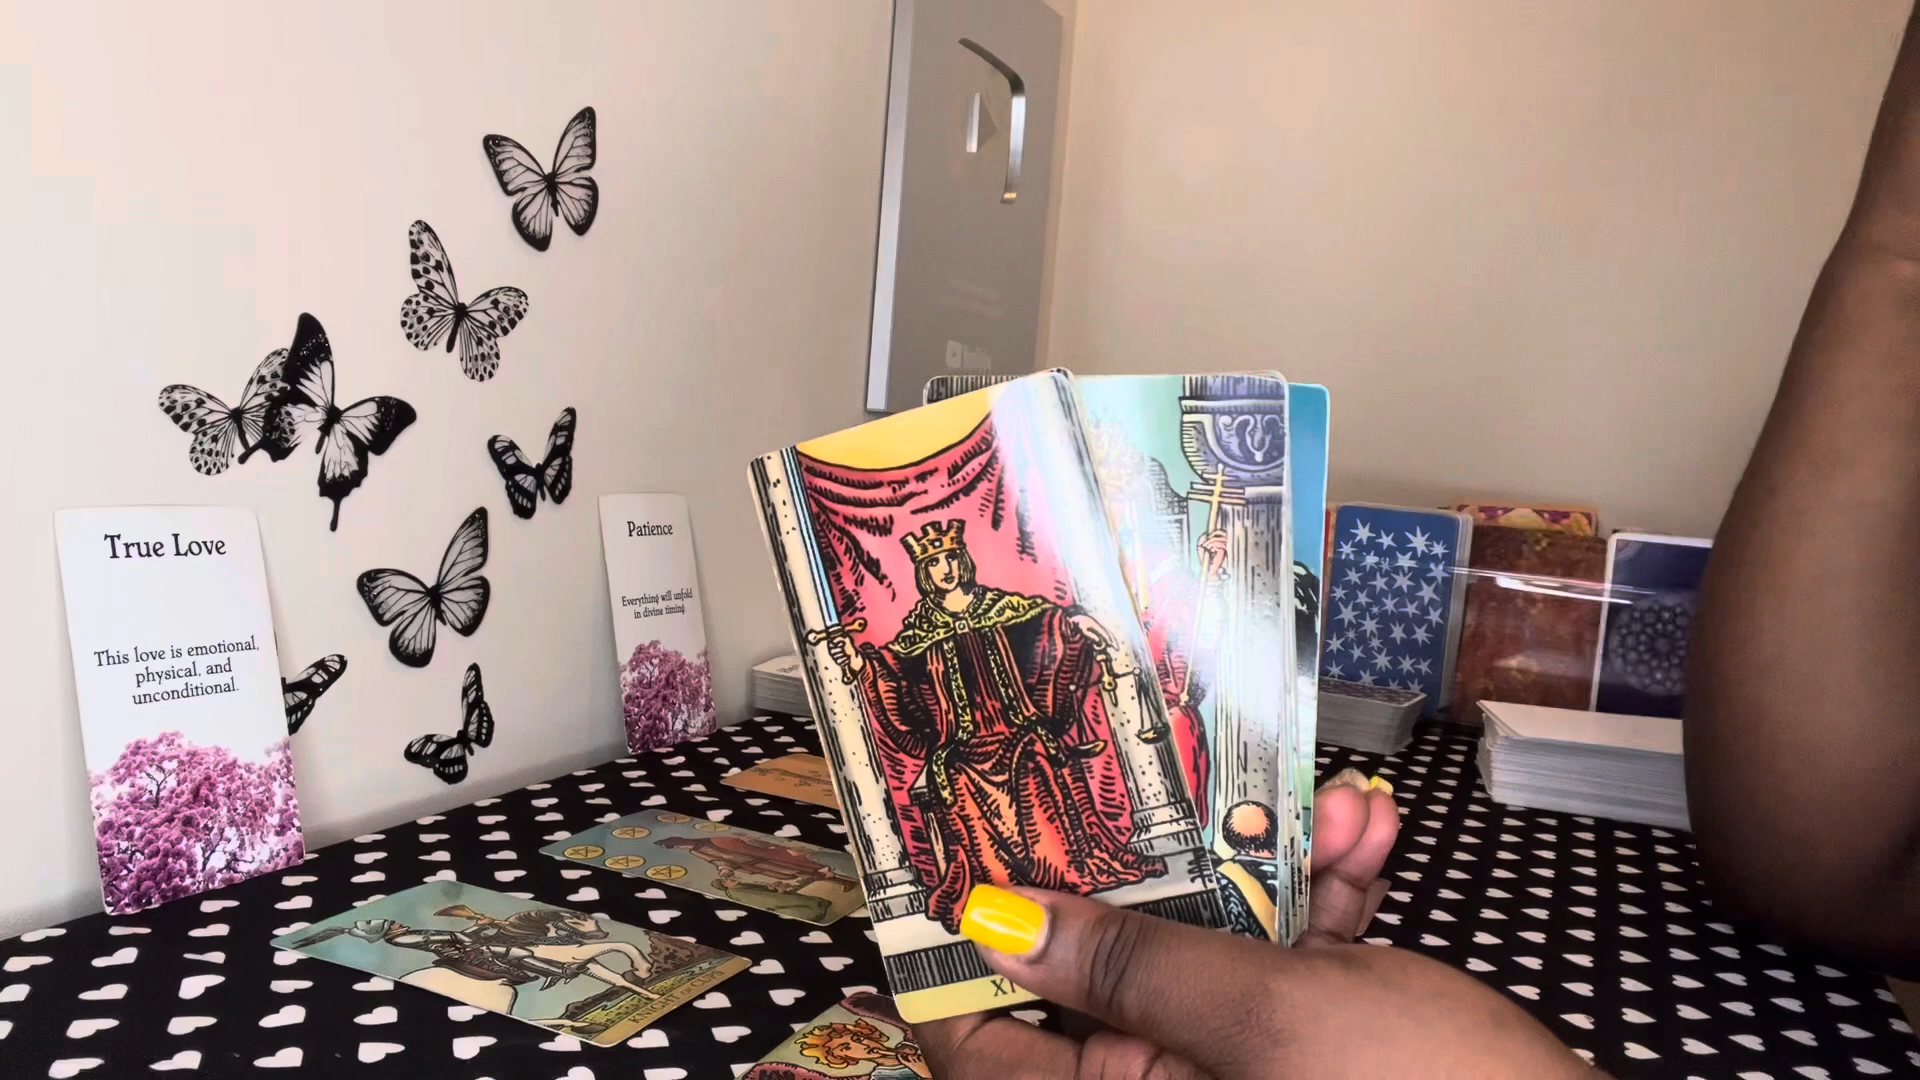 True Love
This love is emotional,
physical, and
unconditional.
Patience
Everything will unfold
in divine timing.
KNIGHT OF CUPS
XI